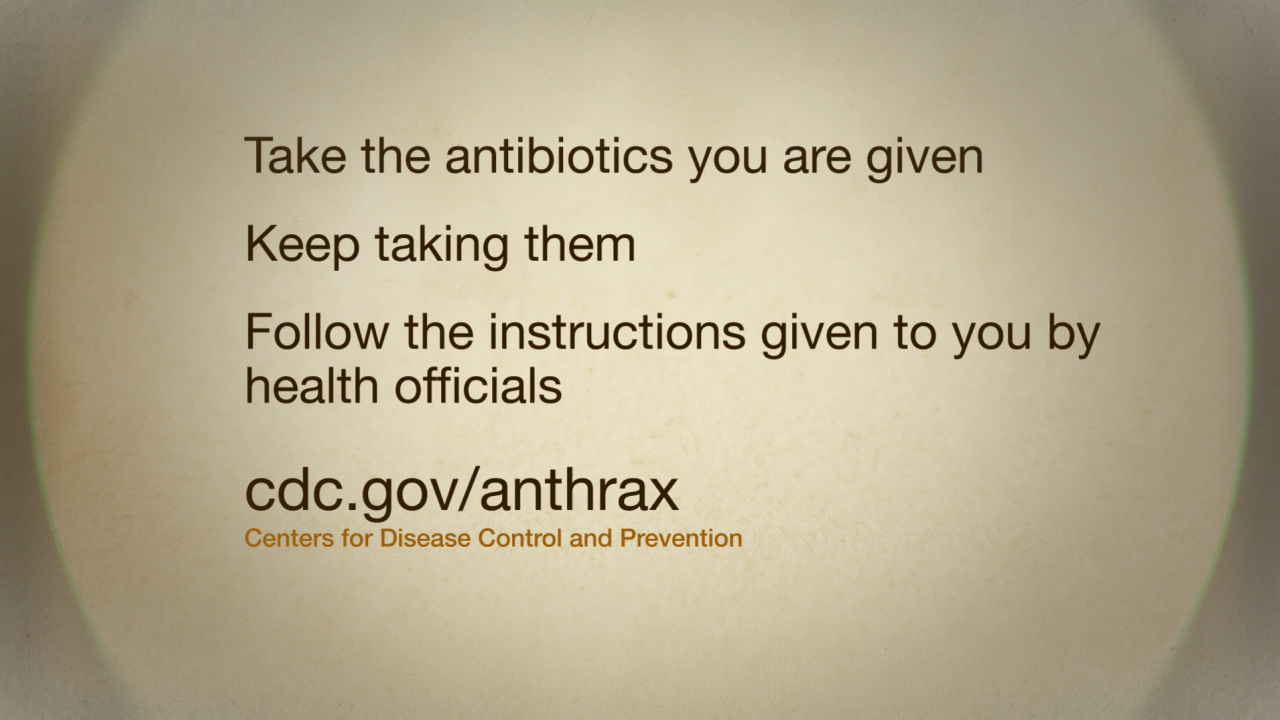 Take the antibiotics you are given
Keep taking them
Follow the instructions given to you by
health officials
cdc.gov/anthrax
Centers for Disease Control and Prevention